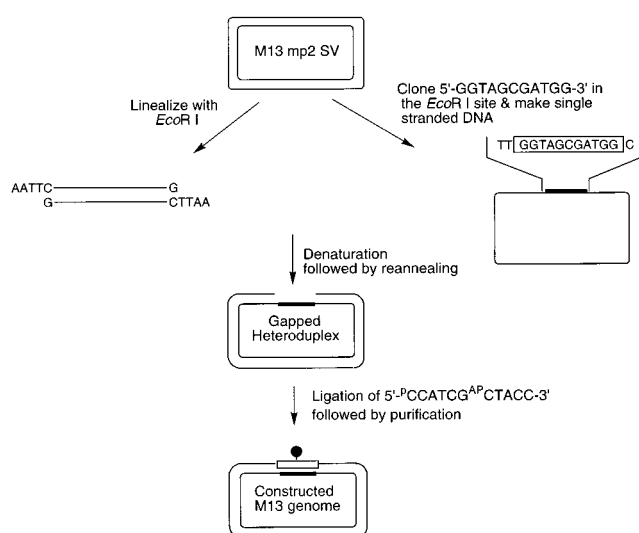 M13 mp2 SV
Linealize with
EcoR I
Clone 5'-GGTAGCGATGG-3' in
the EcoR I site & make single
stranded DNA
TT GGTAGCGATGG C
AATTC G
G CTTAA
Denaturation
followed by reannealing
Gapped
Heteroduplex
Ligation of 5'-pCCATCGAPCTACC-3'
followed by purification
Constructed
M13 genome